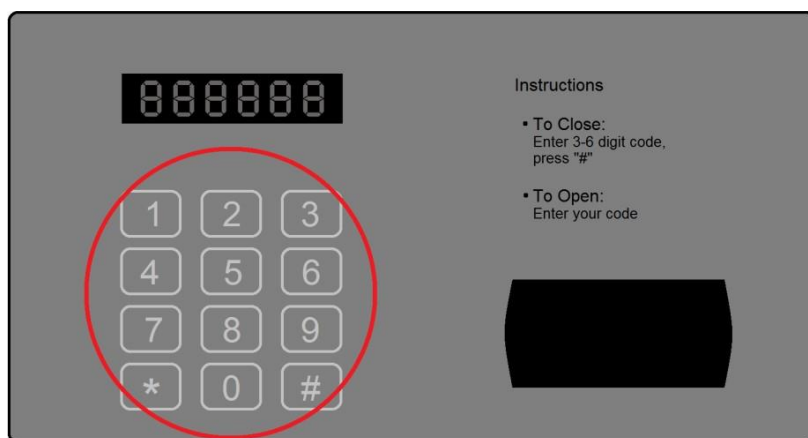 888888
Instructions
• To Close:
Enter 3-6 digit code,
press "#"
• To Open:
Enter your code
1 2 3
4 5 6
7 8 9
* 0 #